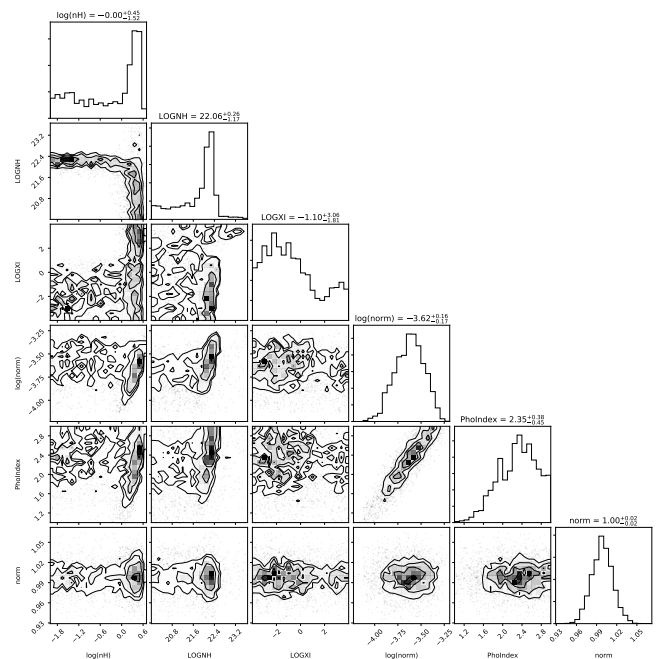 log(nH) = −0.00+0.45−1.52
LOGNH = 22.06+0.26−1.17
LOGXI = −1.10+3.06−1.81
log(norm) = −3.62+0.16−0.17
PhoIndex = 2.35+0.38−0.45
norm = 1.00+0.02−0.02
LOGNH
23.2
22.4
21.6
20.8
LOGXI
2
0
−2
log(norm)
−3.25
−3.50
−3.75
−4.00
PhoIndex
2.8
2.4
2.0
1.6
1.2
norm
1.05
1.02
0.99
0.96
0.93
−1.8 −1.2 −0.6 0.0 0.6
20.8 21.6 22.4 23.2
−2 0 2
−4.00 −3.75 −3.50 −3.25
1.2 1.6 2.0 2.4 2.8
0.93 0.96 0.99 1.02 1.05
log(nH) LOGNH LOGXI log(norm) PhoIndex norm